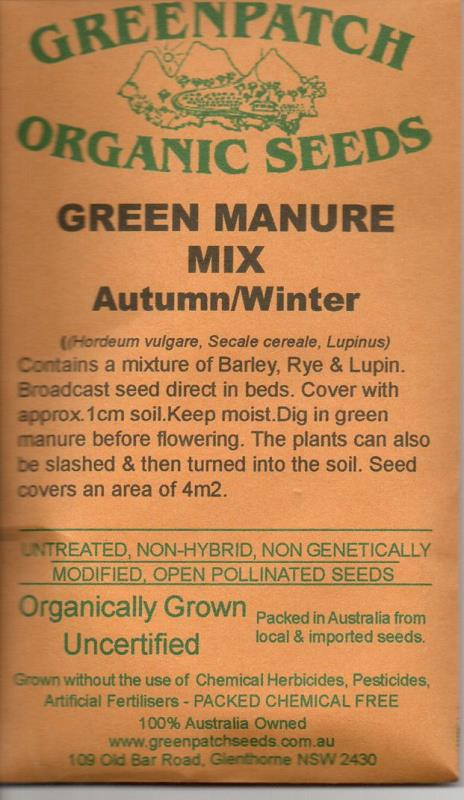 GREENPATCH
ORGANIC SEEDS
GREEN MANURE
MIX
Autumn/Winter
((Hordeum vulgare, Secale cereale, Lupinus)
Contains a mixture of Barley, Rye & Lupin.
Broadcast seed direct in beds. Cover with
approx.1cm soil.Keep moist.Dig in green
manure before flowering. The plants can also
be slashed & then turned into the soil. Seed
covers an area of 4m2.
UNTREATED, NON-HYBRID, NON GENETICALLY
MODIFIED, OPEN POLLINATED SEEDS
Organically Grown
Uncertified
Packed in Australia from
local & imported seeds.
Grown without the use of Chemical Herbicides, Pesticides,
Artificial Fertilisers - PACKED CHEMICAL FREE
100% Australia Owned
www.greenpatchseeds.com.au
109 Old Bar Road, Glenthorne NSW 2430